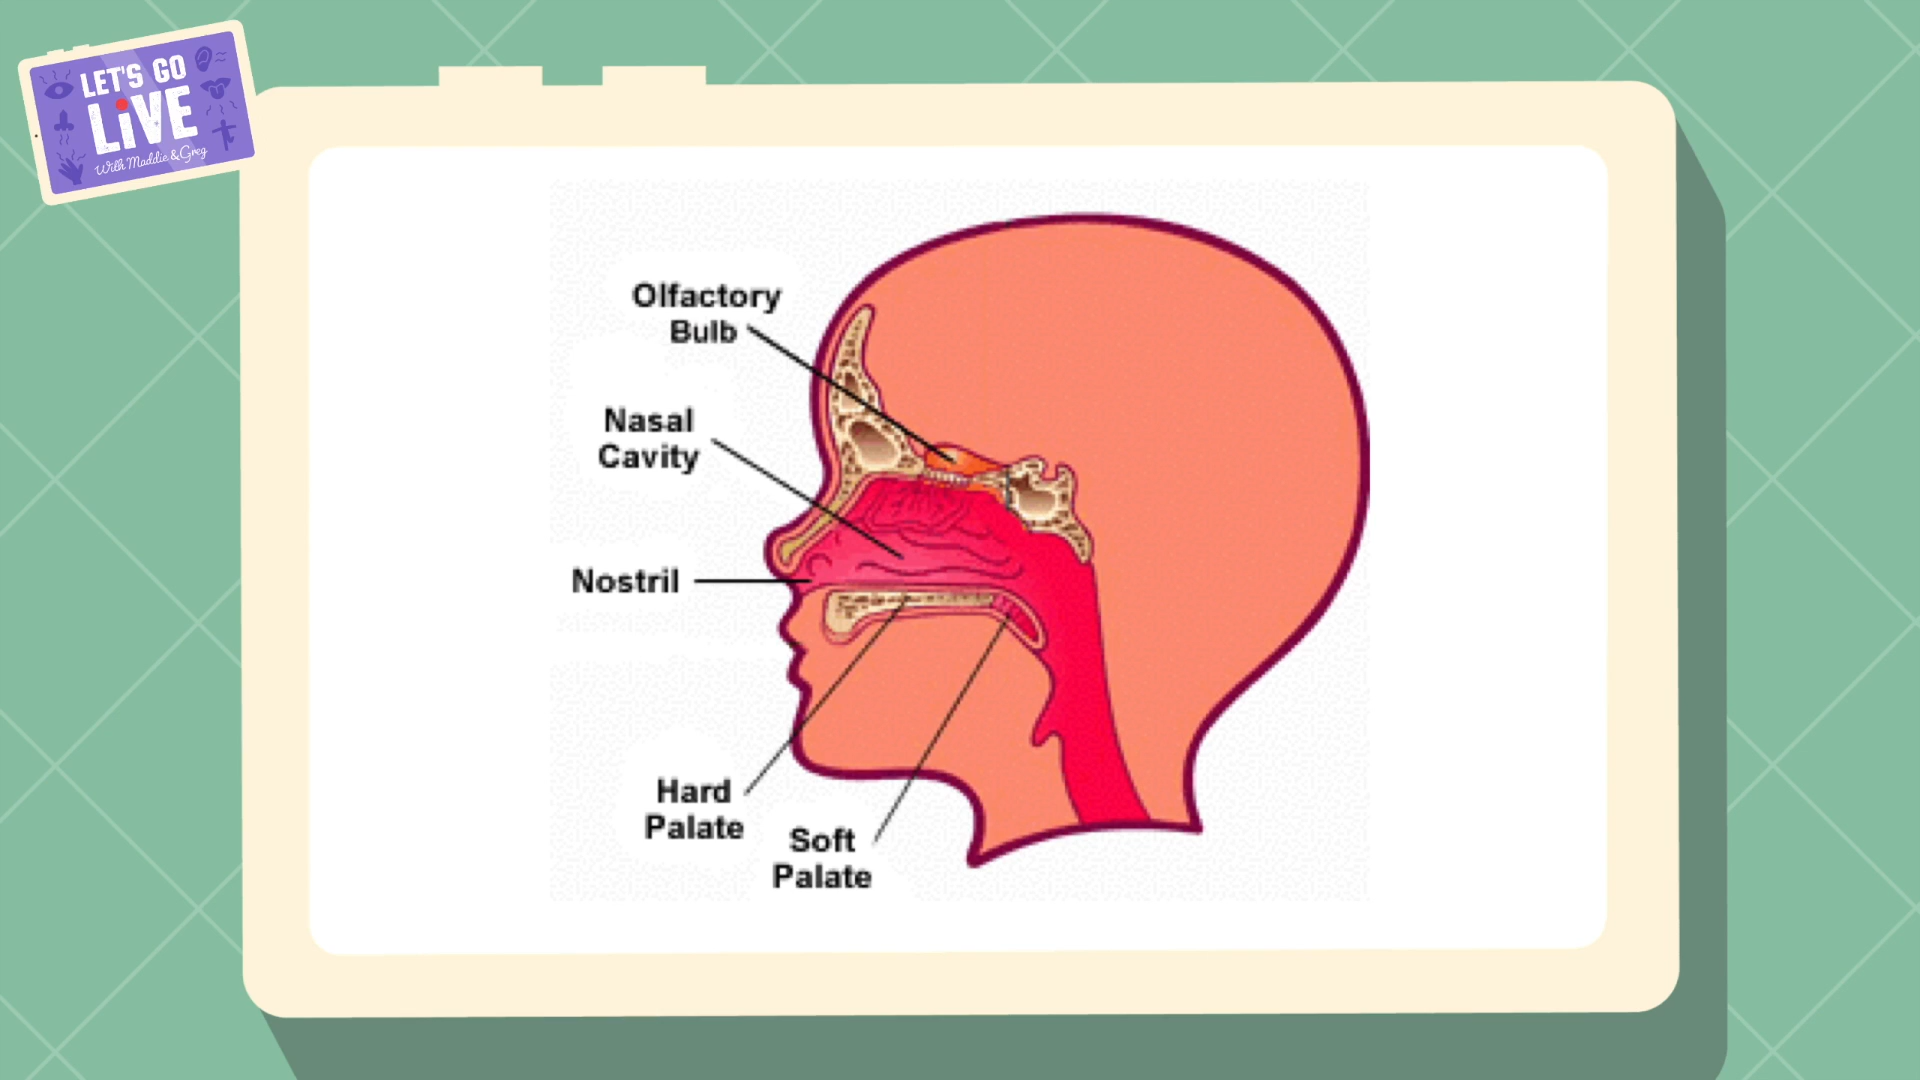 LET'S GO
LiVE
With Maddie & Greg
Olfactory
Bulb
Nasal
Cavity
Nostril
Hard
Palate
Soft
Palate